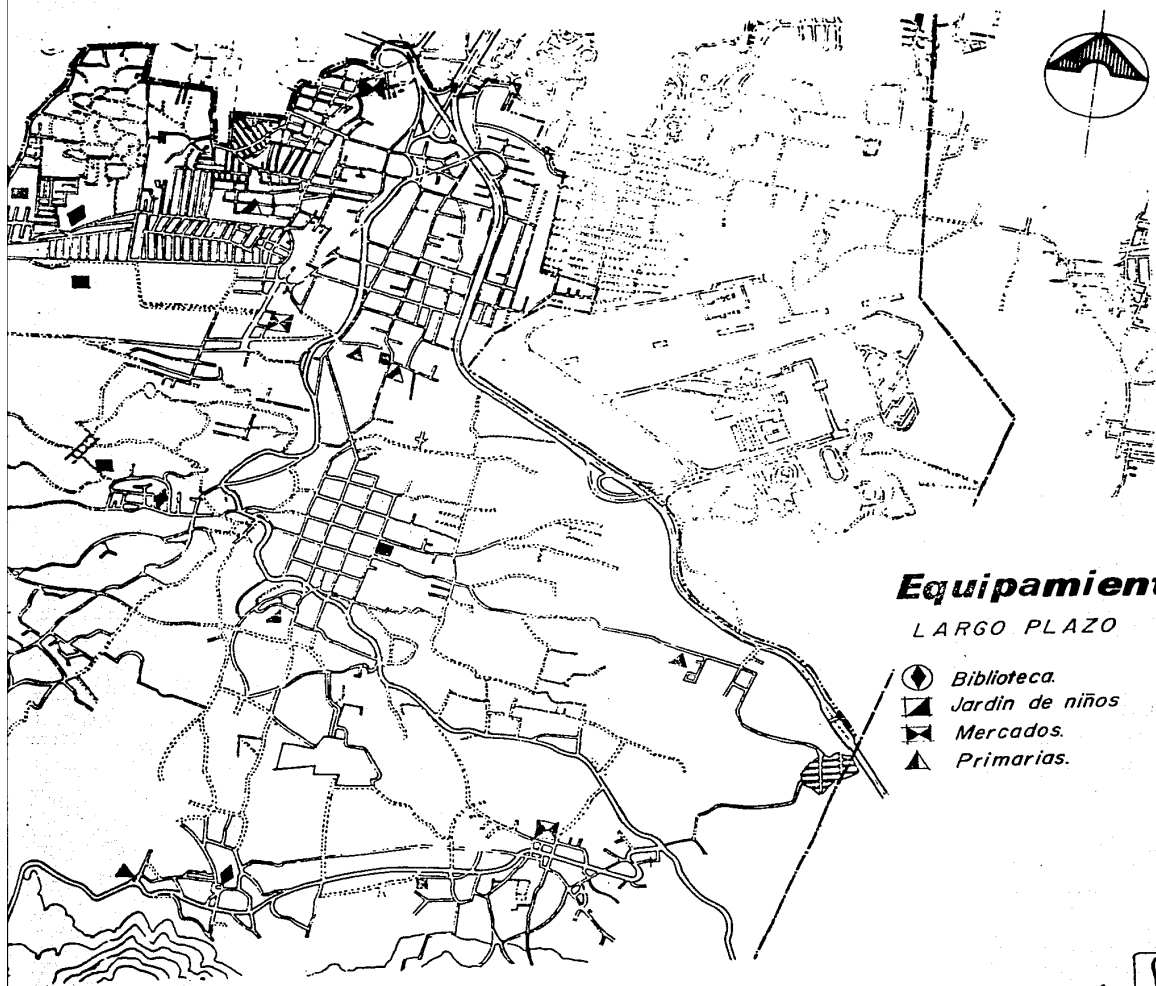 Equipamient
LARGO PLAZO
Biblioteca.
Jardin de niños
Mercados.
Primarias.